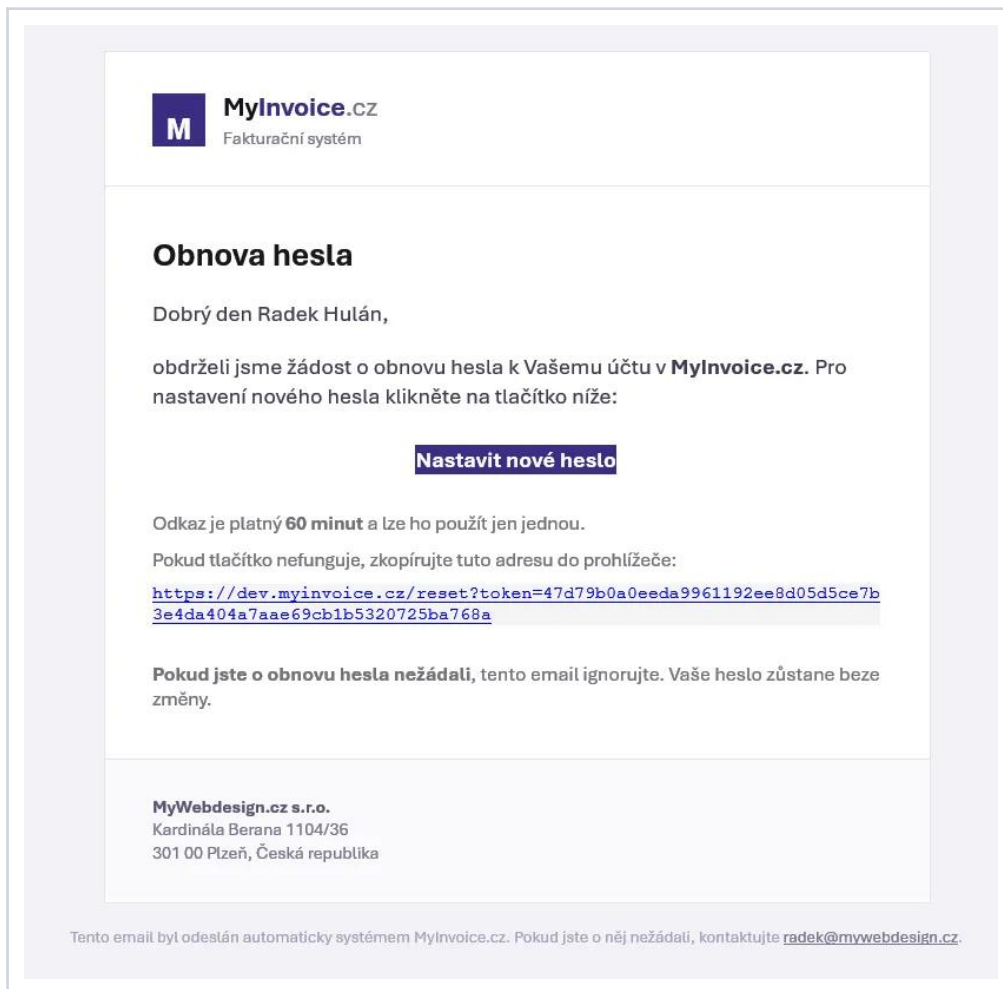 M
MyInvoice.cz
Fakturační systém
Obnova hesla
Dobrý den Radek Hulán,
obdrželi jsme žádost o obnovu hesla k Vašemu účtu v MyInvoice.cz. Pro
nastavení nového hesla klikněte na tlačítko níže:
Nastavit nové heslo
Odkaz je platný 60 minut a lze ho použít jen jednou.
Pokud tlačítko nefunguje, zkopírujte tuto adresu do prohlížeče:
https://dev.myinvoice.cz/reset?token=47d79b0a0eeda9961192ee8d05d5ce7b
3e4da404a7aae69cb1b5320725ba768a
Pokud jste o obnovu hesla nežádali, tento email ignorujte. Vaše heslo zůstane beze
změny.
MyWebdesign.cz s.r.o.
Kardinála Berana 1104/36
301 00 Plzeň, Česká republika
Tento email byl odeslán automaticky systémem MyInvoice.cz. Pokud jste o něj nežádali, kontaktujte radek@mywebdesign.cz.